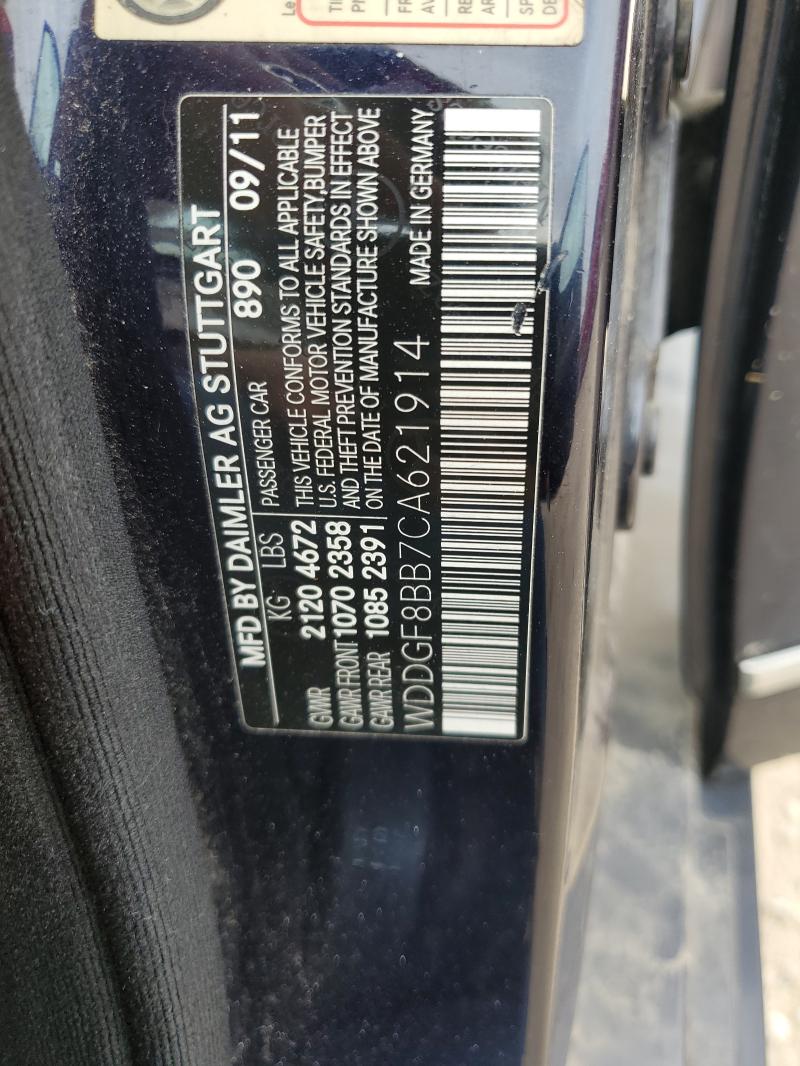 MFD BY DAIMLER AG STUTTGART
KG LBS PASSENGER CAR 890 09/11
GVWR 2120 4672
GAWR FRONT 1070 2358
GAWR REAR 1085 2391
THIS VEHICLE CONFORMS TO ALL APPLICABLE
U.S. FEDERAL MOTOR VEHICLE SAFETY,BUMPER
AND THEFT PREVENTION STANDARDS IN EFFECT
ON THE DATE OF MANUFACTURE SHOWN ABOVE
WDDGF8BB7CA621914 MADE IN GERMANY